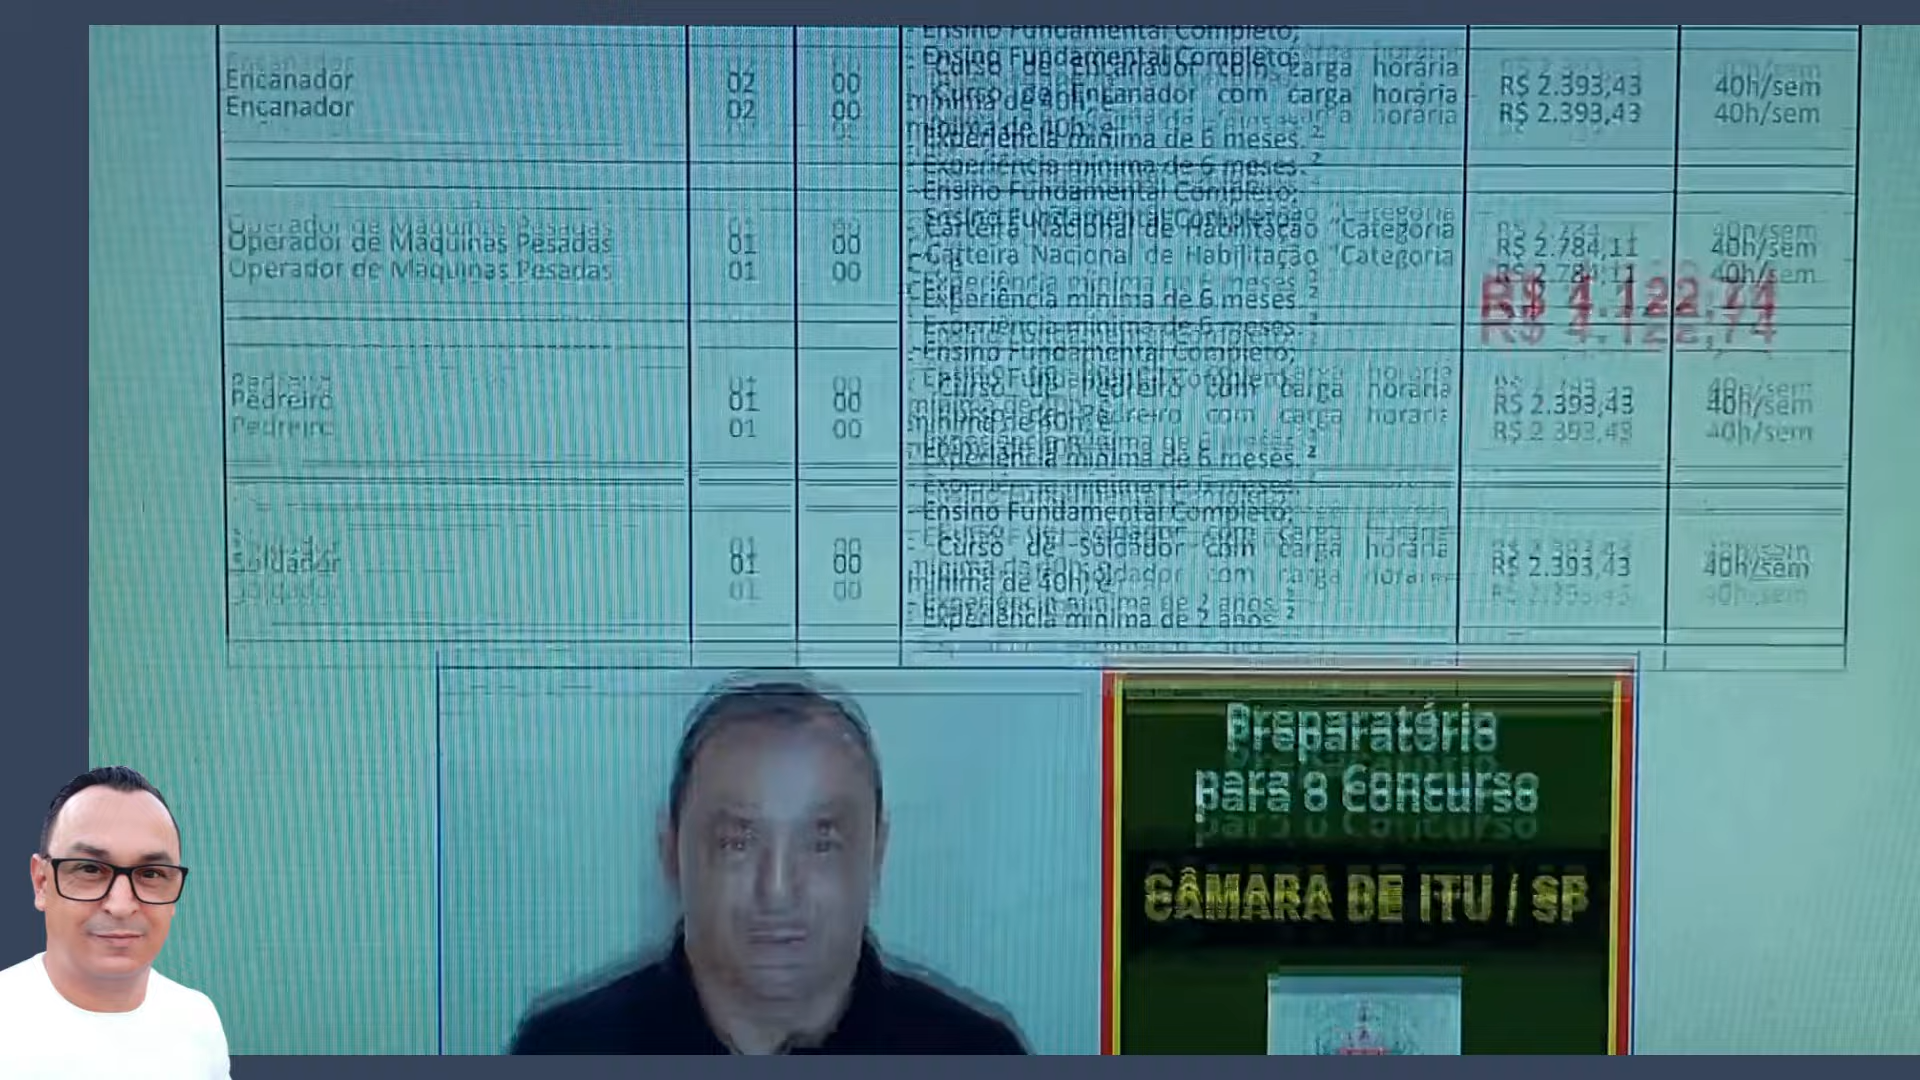 Ensino Fundamental Completo;
Encanador
02
00
Curso de Encanador com carga horária
mínima de 40h; e
Experiência mínima de 6 meses. ²
R$ 2.393,43
40h/sem
Operador de Máquinas Pesadas
01
00
Ensino Fundamental Completo;
Carteira Nacional de Habilitação "Categoria
Experiência mínima de 6 meses. ²
R$ 2.784,11
40h/sem
R$ 4.122,74
Pedreiro
01
00
Ensino Fundamental Completo;
Curso de Pedreiro com carga horária
mínima de 40h; e
Experiência mínima de 6 meses. ²
R$ 2.393,43
40h/sem
Soldador
01
00
Ensino Fundamental Completo;
Curso de Soldador com carga horária
mínima de 40h; e
Experiência mínima de 2 anos. ²
R$ 2.393,43
40h/sem
Preparatório
para o Concurso
CÂMARA DE ITU / SP